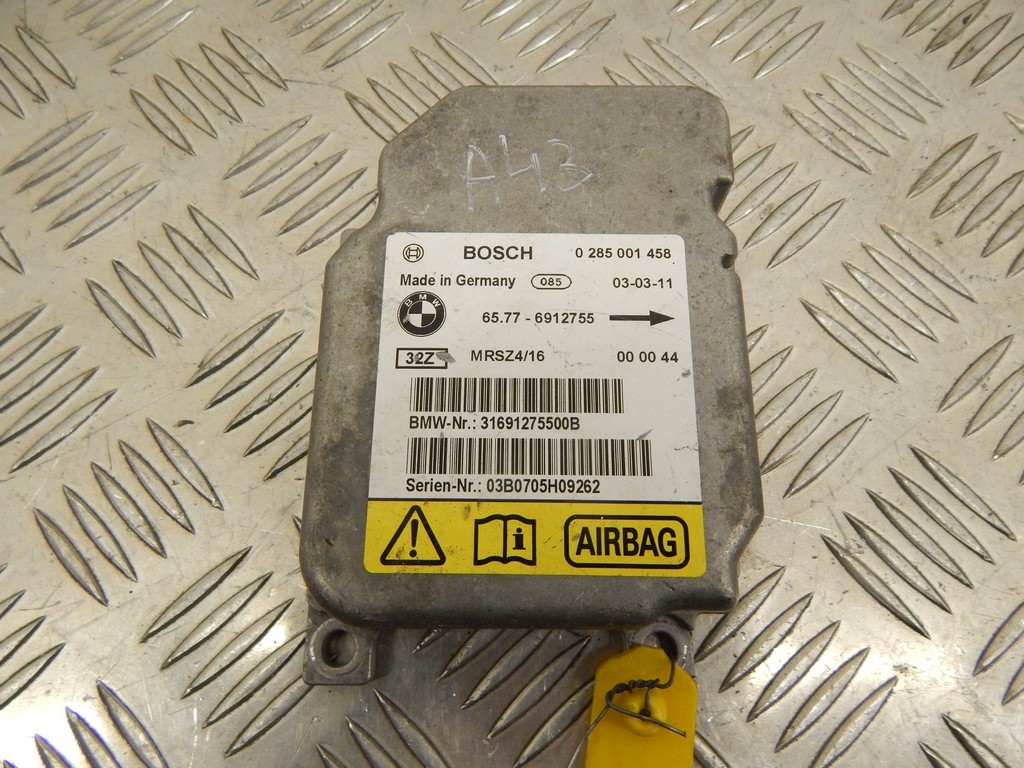 A43
BOSCH 0 285 001 458
Made in Germany 085 03-03-11
BMW
65.77 - 6912755
32Z MRSZ4/16 00 00 44
BMW-Nr.: 31691275500B
Serien-Nr.: 03B0705H09262
AIRBAG